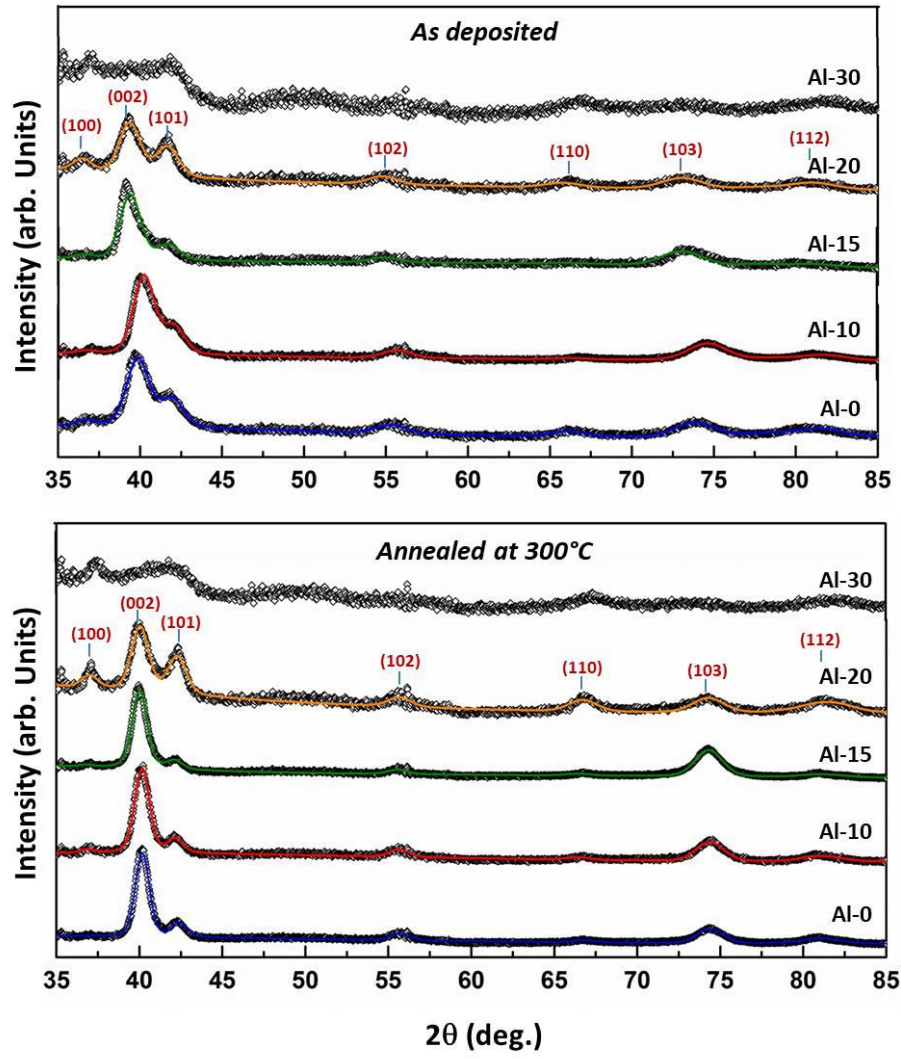 As deposited
Intensity (arb. Units)
Al-30
(100)
(002)
(101)
(102)
(110)
(103)
(112)
Al-20
Al-15
Al-10
Al-0
35 40 45 50 55 60 65 70 75 80 85
Annealed at 300°C
Intensity (arb. Units)
Al-30
(100)
(002)
(101)
(102)
(110)
(103)
(112)
Al-20
Al-15
Al-10
Al-0
35 40 45 50 55 60 65 70 75 80 85
2θ (deg.)